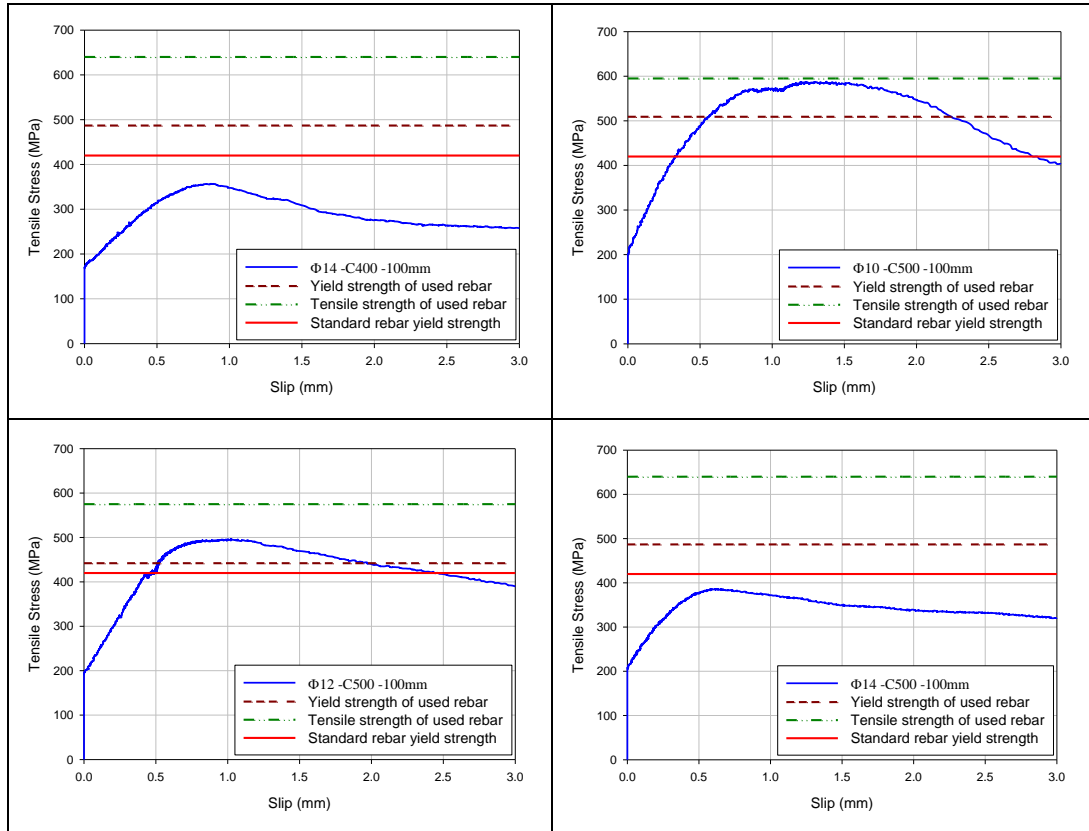 700
600
500
400
300
200
100
0
Tensile Stress (MPa)
Φ14 -C400 -100mm
Yield strength of used rebar
Tensile strength of used rebar
Standard rebar yield strength
0.0 0.5 1.0 1.5 2.0 2.5 3.0
Slip (mm)
700
600
500
400
300
200
100
0
Tensile Stress (MPa)
Φ10 -C500 -100mm
Yield strength of used rebar
Tensile strength of used rebar
Standard rebar yield strength
0.0 0.5 1.0 1.5 2.0 2.5 3.0
Slip (mm)
700
600
500
400
300
200
100
0
Tensile Stress (MPa)
Φ12 -C500 -100mm
Yield strength of used rebar
Tensile strength of used rebar
Standard rebar yield strength
0.0 0.5 1.0 1.5 2.0 2.5 3.0
Slip (mm)
700
600
500
400
300
200
100
0
Tensile Stress (MPa)
Φ14 -C500 -100mm
Yield strength of used rebar
Tensile strength of used rebar
Standard rebar yield strength
0.0 0.5 1.0 1.5 2.0 2.5 3.0
Slip (mm)